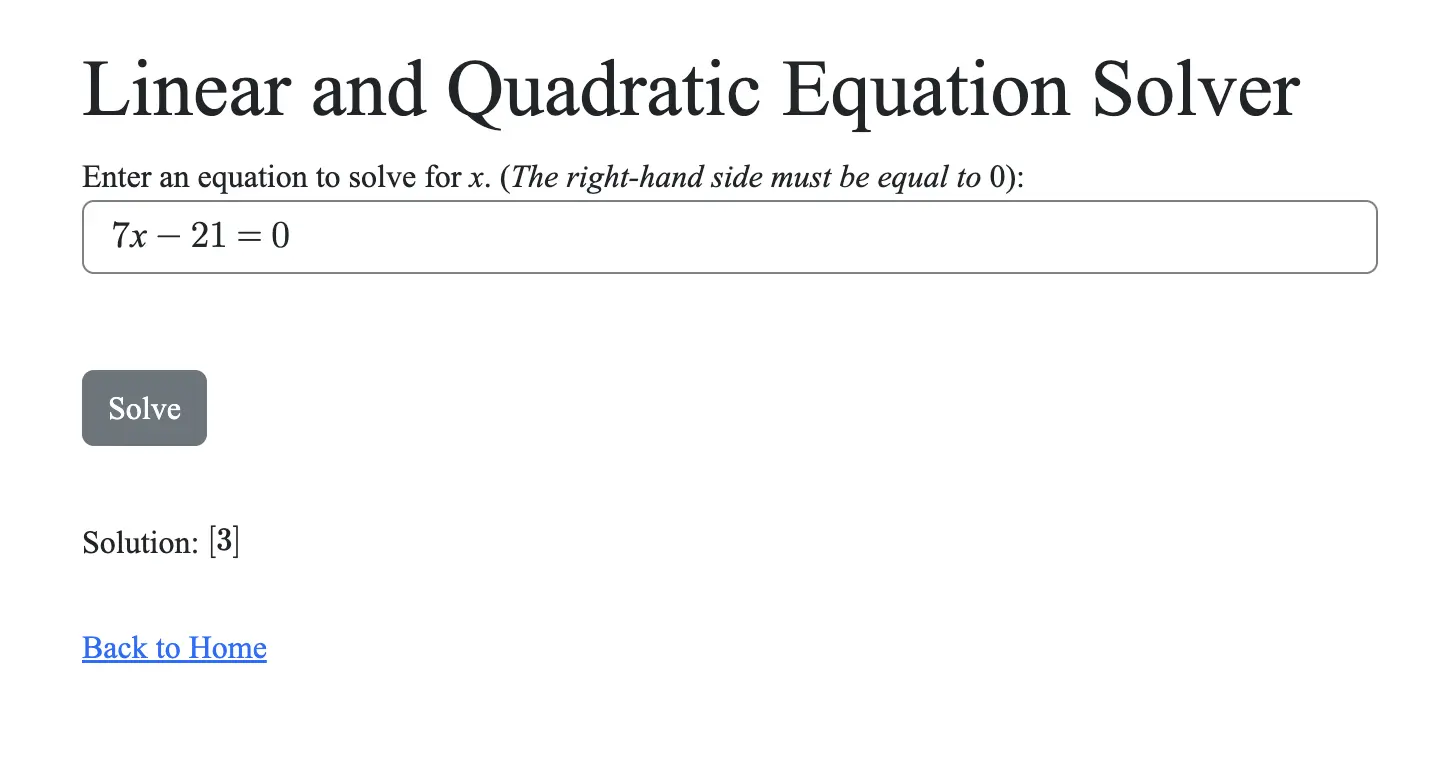 Linear and Quadratic Equation Solver
Enter an equation to solve for x. (The right-hand side must be equal to 0):
7x − 21 = 0
Solve
Solution: [3]
Back to Home